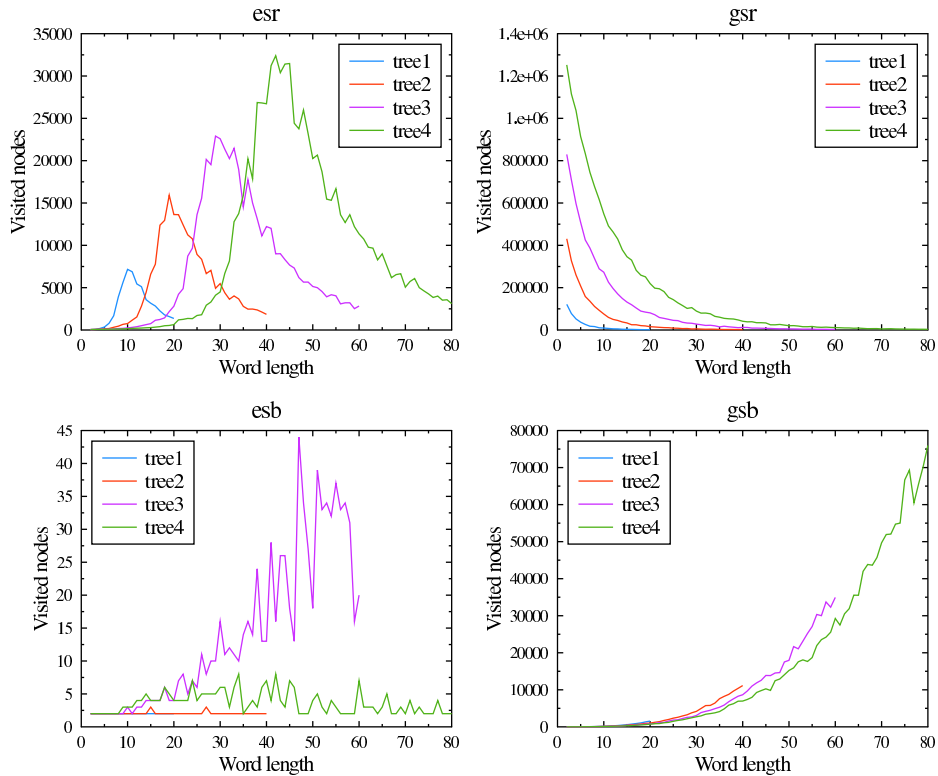 esr
35000
30000
25000
20000
15000
10000
5000
0
Visited nodes
tree1
tree2
tree3
tree4
0 10 20 30 40 50 60 70 80
Word length
gsr
1.4e+06
1.2e+06
1e+06
800000
600000
400000
200000
0
Visited nodes
tree1
tree2
tree3
tree4
0 10 20 30 40 50 60 70 80
Word length
esb
45
40
35
30
25
20
15
10
5
0
Visited nodes
tree1
tree2
tree3
tree4
0 10 20 30 40 50 60 70 80
Word length
gsb
80000
70000
60000
50000
40000
30000
20000
10000
0
Visited nodes
tree1
tree2
tree3
tree4
0 10 20 30 40 50 60 70 80
Word length